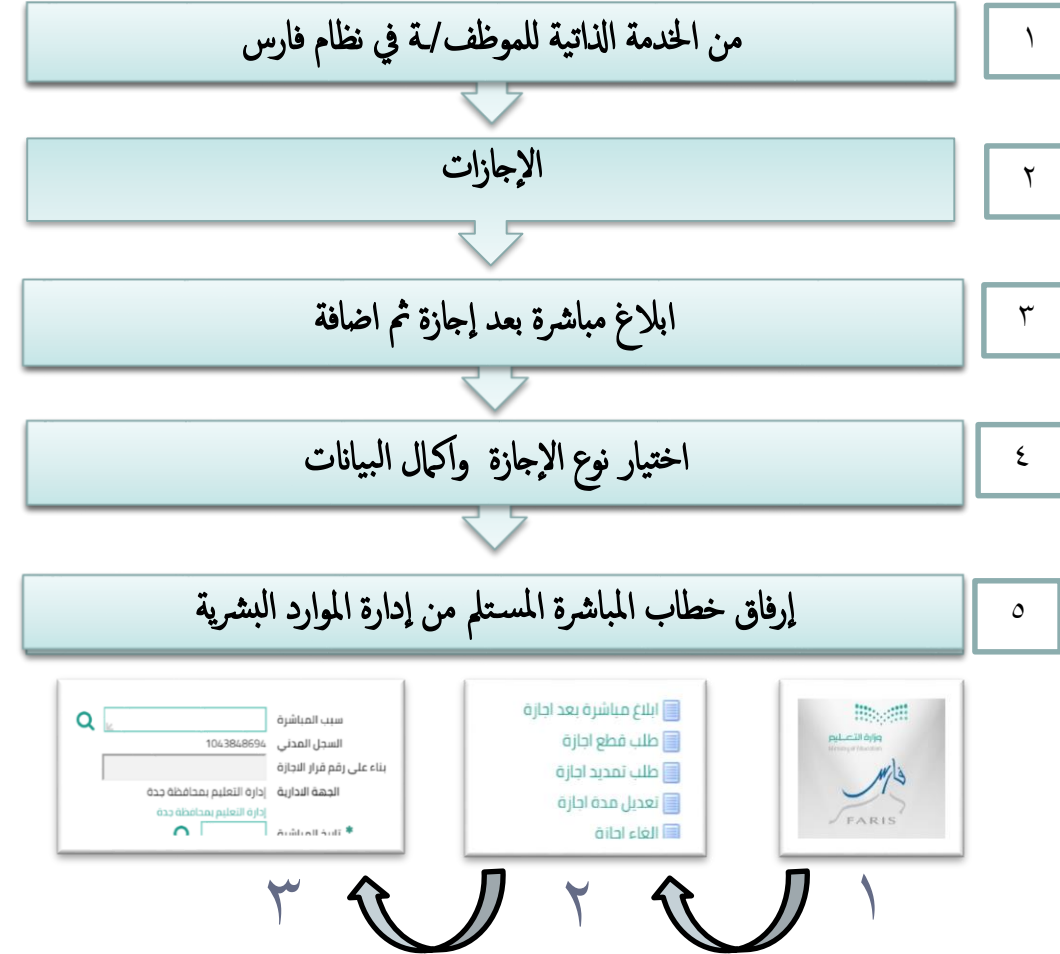 ١
من الخدمة الذاتية للموظف/ـة في نظام فارس
٢
الإجازات
٣
ابلاغ مباشرة بعد إجازة ثم اضافة
٤
اختيار نوع الإجازة واكمال البيانات
٥
إرفاق خطاب المباشرة المستلم من إدارة الموارد البشرية
وزارة التعليم
Ministry of Education
فارس
FARIS
ابلاغ مباشرة بعد اجازة
طلب قطع اجازة
طلب تمديد اجازة
تعديل مدة اجازة
الغاء اجازة
سبب المباشرة
السجل المدني 1043848694
بناء على رقم قرار الاجازة
الجهة الادارية إدارة التعليم بمحافظة جدة
إدارة التعليم بمحافظة جدة
* تاريخ المباشرة
١
٢
٣